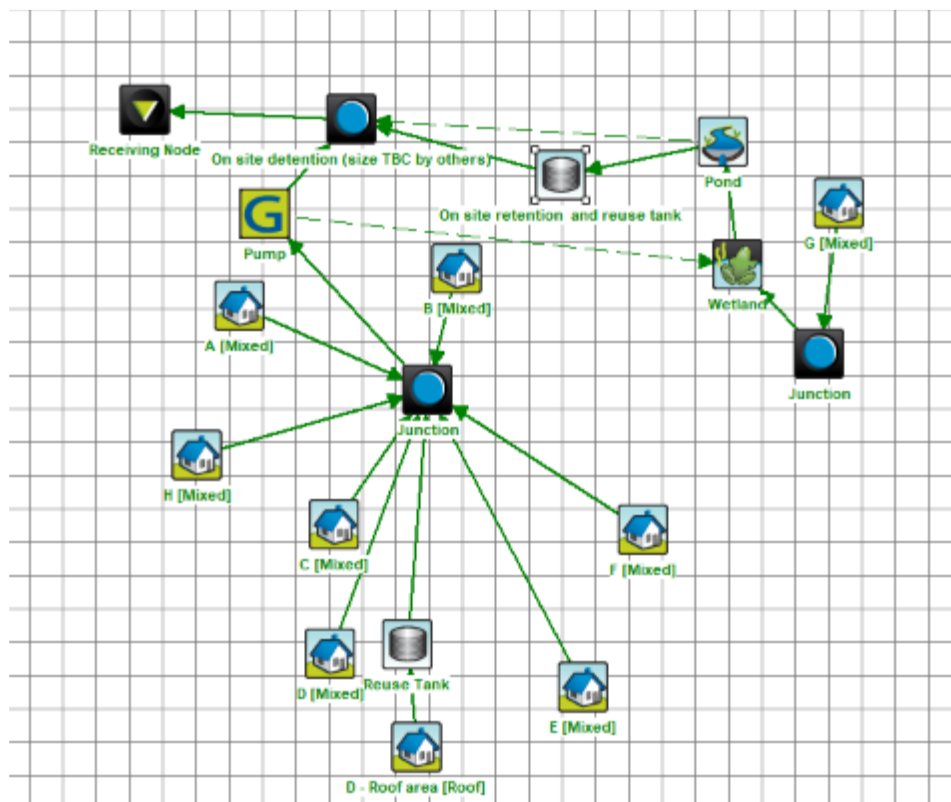 Receiving Node
On site detention (size TBC by others)
Pond
On site retention and reuse tank
G [Mixed]
G
Pump
B [Mixed]
Wetland
A [Mixed]
Junction
Junction
H [Mixed]
C [Mixed]
F [Mixed]
D [Mixed]
Reuse Tank
E [Mixed]
D - Roof area [Roof]